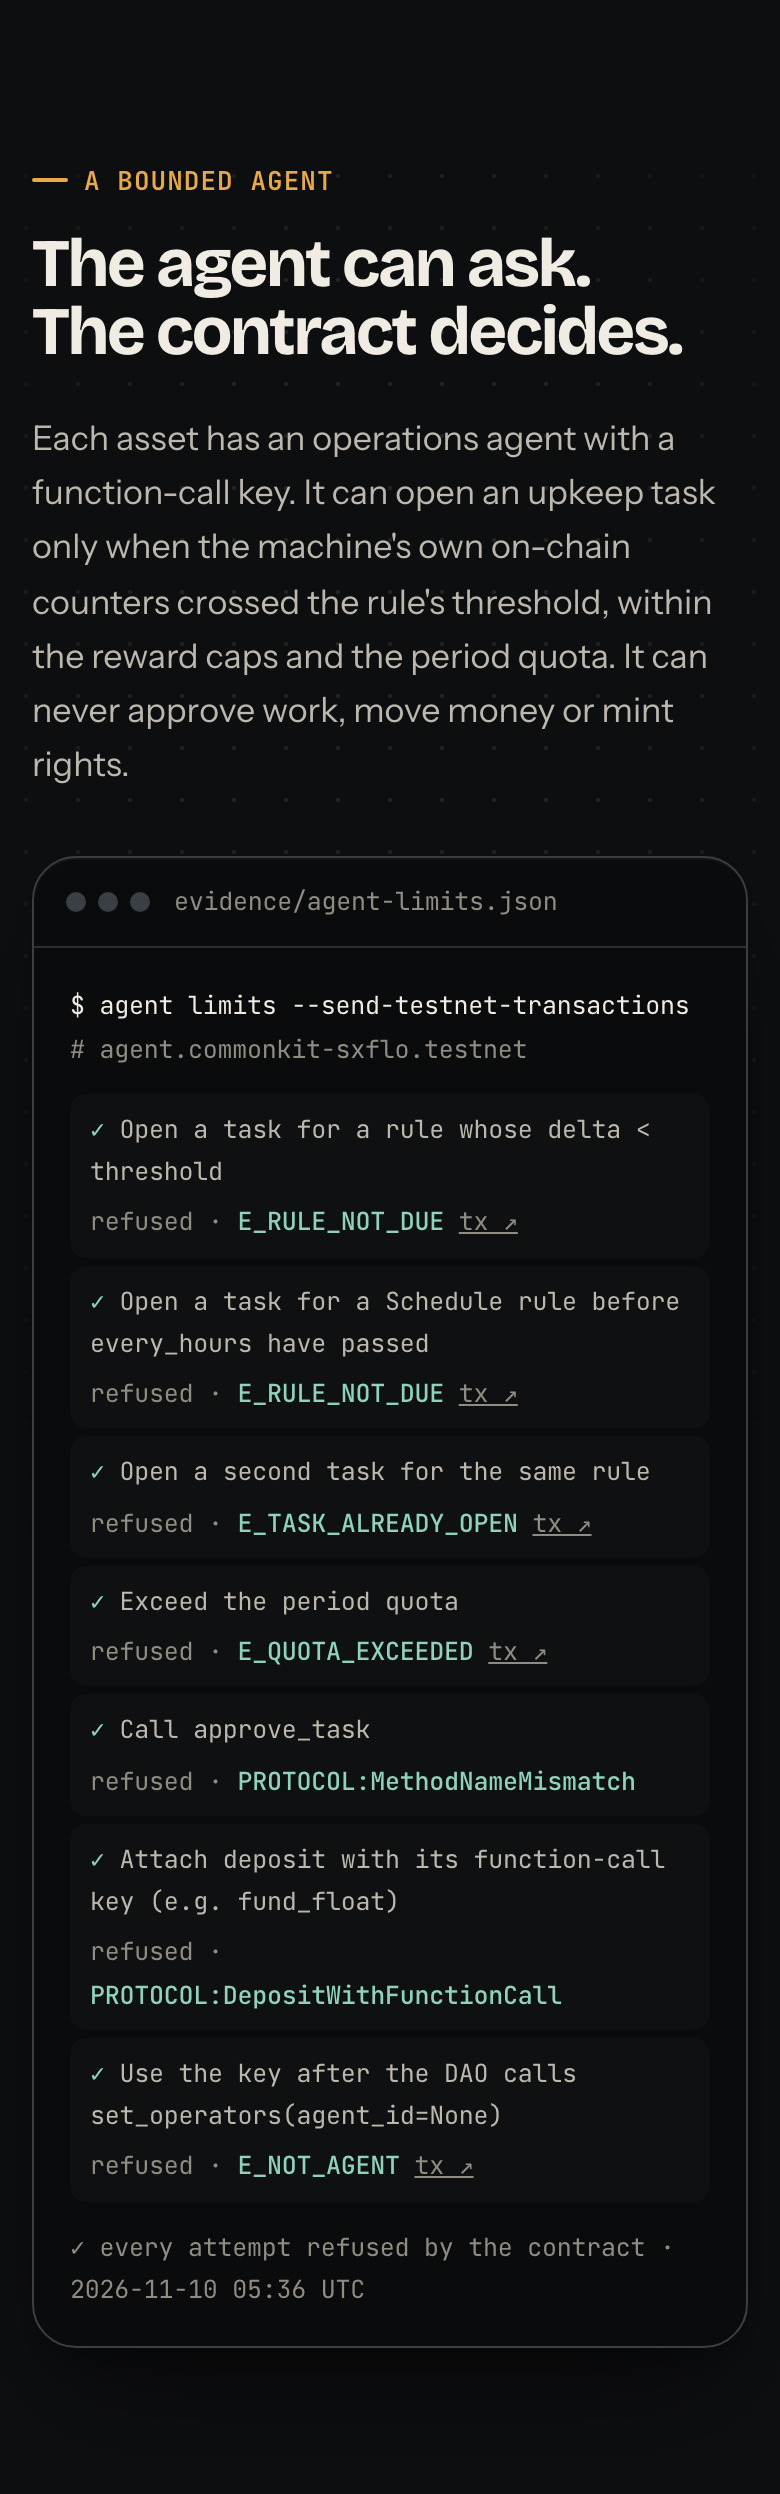 A BOUNDED AGENT
The agent can ask.
The contract decides.
Each asset has an operations agent with a
function-call key. It can open an upkeep task
only when the machine's own on-chain
counters crossed the rule's threshold, within
the reward caps and the period quota. It can
never approve work, move money or mint
rights.
evidence/agent-limits.json
$ agent limits --send-testnet-transactions
# agent.commonkit-sxflo.testnet
✓ Open a task for a rule whose delta <
threshold
refused · E_RULE_NOT_DUE tx ↗
✓ Open a task for a Schedule rule before
every_hours have passed
refused · E_RULE_NOT_DUE tx ↗
✓ Open a second task for the same rule
refused · E_TASK_ALREADY_OPEN tx ↗
✓ Exceed the period quota
refused · E_QUOTA_EXCEEDED tx ↗
✓ Call approve_task
refused · PROTOCOL:MethodNameMismatch
✓ Attach deposit with its function-call
key (e.g. fund_float)
refused ·
PROTOCOL:DepositWithFunctionCall
✓ Use the key after the DAO calls
set_operators(agent_id=None)
refused · E_NOT_AGENT tx ↗
✓ every attempt refused by the contract ·
2026-11-10 05:36 UTC